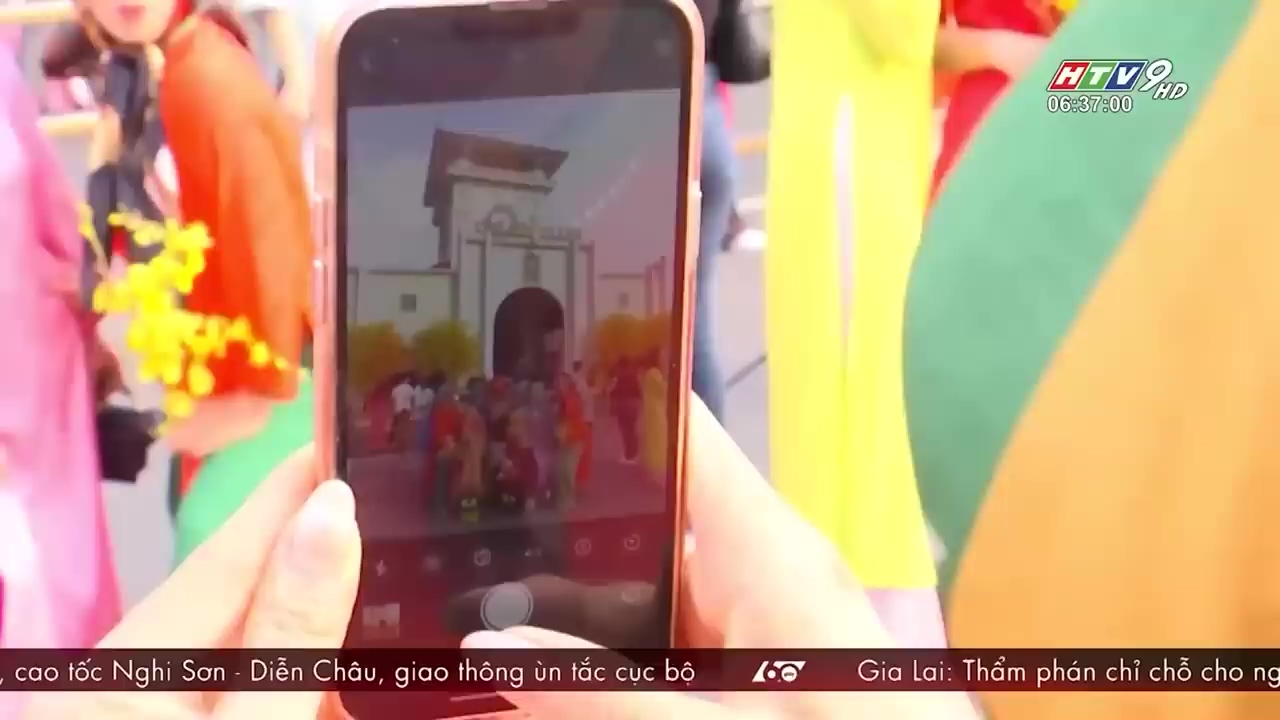 HTV9 HD
06:37:00
, cao tốc Nghi Sơn - Diễn Châu, giao thông ùn tắc cục bộ
60
Gia Lai: Thẩm phán chỉ chỗ cho ng